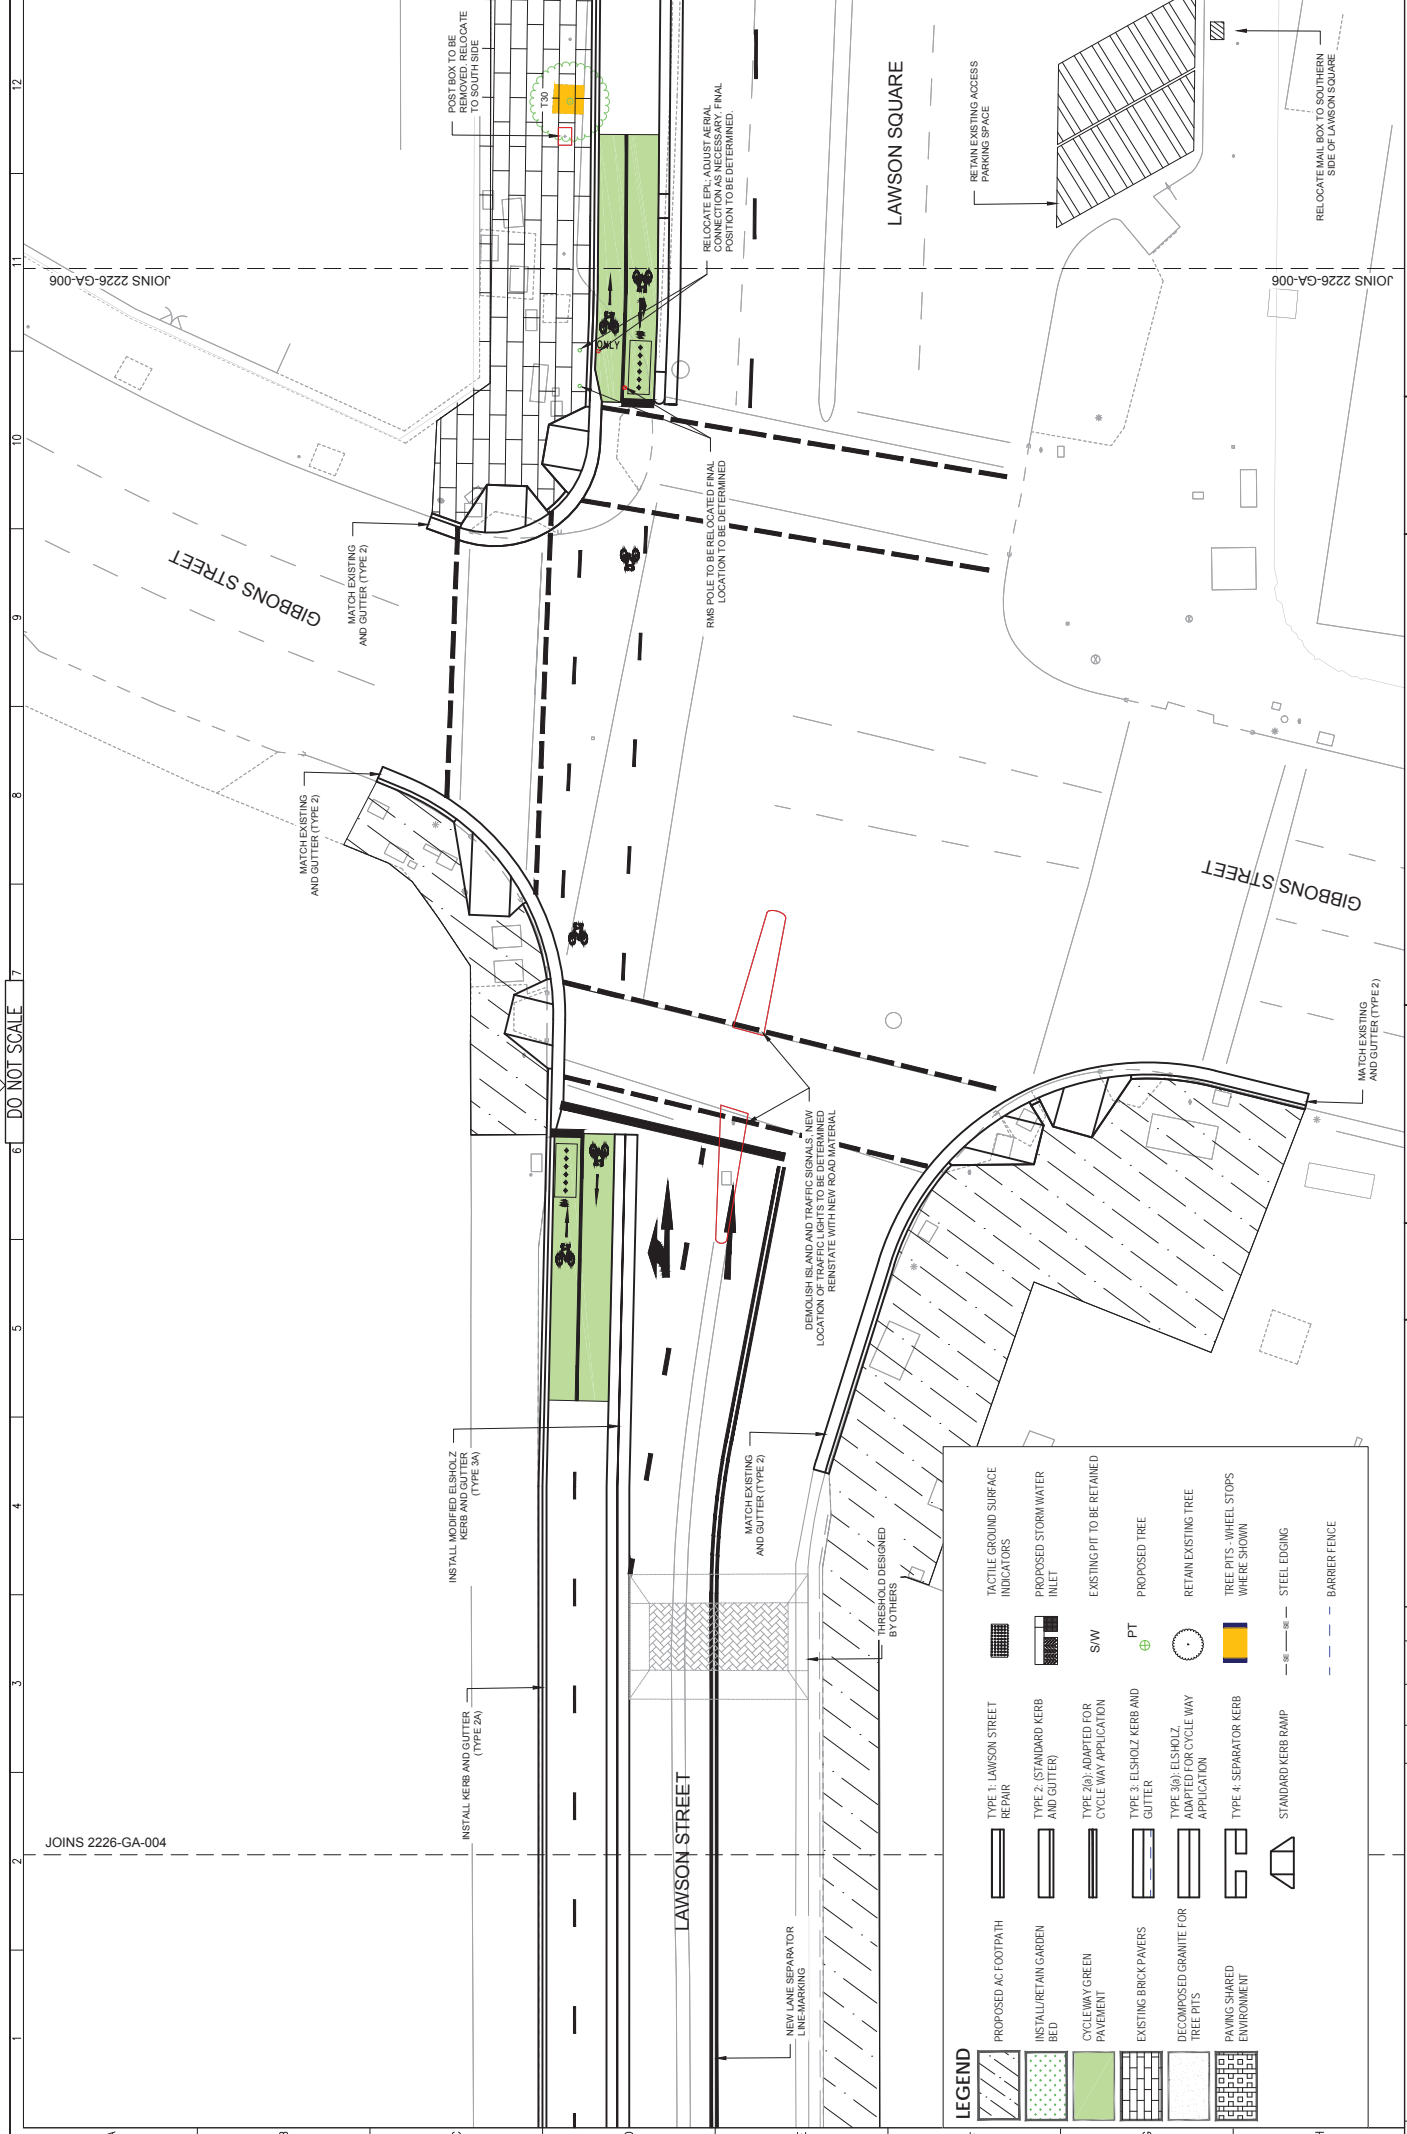 DO NOT SCALE
1
2
3
4
5
6
7
8
9
10
11
12
JOINS 2226-GA-004
JOINS 2226-GA-006
JOINS 2226-GA-006
INSTALL KERB AND GUTTER
(TYPE 2A)
INSTALL MODIFIED ELSHOLZ
KERB AND GUTTER
(TYPE 3A)
MATCH EXISTING
AND GUTTER (TYPE 2)
MATCH EXISTING
AND GUTTER (TYPE 2)
POST BOX TO BE
REMOVED. RELOCATE
TO SOUTH SIDE
T30
GIBBONS STREET
ONLY
RELOCATE EPL; ADJUST AERIAL
CONNECTION AS NECESSARY. FINAL
POSITION TO BE DETERMINED.
RMS POLE TO BE RELOCATED FINAL
LOCATION TO BE DETERMINED
LAWSON SQUARE
RETAIN EXISTING ACCESS
PARKING SPACE
RELOCATE MAIL BOX TO SOUTHERN
SIDE OF LAWSON SQUARE
DEMOLISH ISLAND AND TRAFFIC SIGNALS. NEW
LOCATION OF TRAFFIC LIGHTS TO BE DETERMINED
REINSTATE WITH NEW ROAD MATERIAL
GIBBONS STREET
MATCH EXISTING
AND GUTTER (TYPE 2)
MATCH EXISTING
AND GUTTER (TYPE 2)
THRESHOLD DESIGNED
BY OTHERS
LAWSON STREET
NEW LANE SEPARATOR
LINE-MARKING
LEGEND
PROPOSED AC FOOTPATH
INSTALL/RETAIN GARDEN
BED
CYCLEWAY GREEN
PAVEMENT
EXISTING BRICK PAVERS
DECOMPOSED GRANITE FOR
TREE PITS
PAVING SHARED
ENVIRONMENT
TYPE 1: LAWSON STREET
REPAIR
TYPE 2: (STANDARD KERB
AND GUTTER)
TYPE 2(a): ADAPTED FOR
CYCLE WAY APPLICATION
TYPE 3: ELSHOLZ KERB AND
GUTTER
TYPE 3(a): ELSHOLZ,
ADAPTED FOR CYCLE WAY
APPLICATION
TYPE 4: SEPARATOR KERB
STANDARD KERB RAMP
TACTILE GROUND SURFACE
INDICATORS
PROPOSED STORM WATER
INLET
S/W
EXISTING PIT TO BE RETAINED
PT
PROPOSED TREE
RETAIN EXISTING TREE
TREE PITS - WHEEL STOPS
WHERE SHOWN
SE
SE
STEEL EDGING
BARRIER FENCE